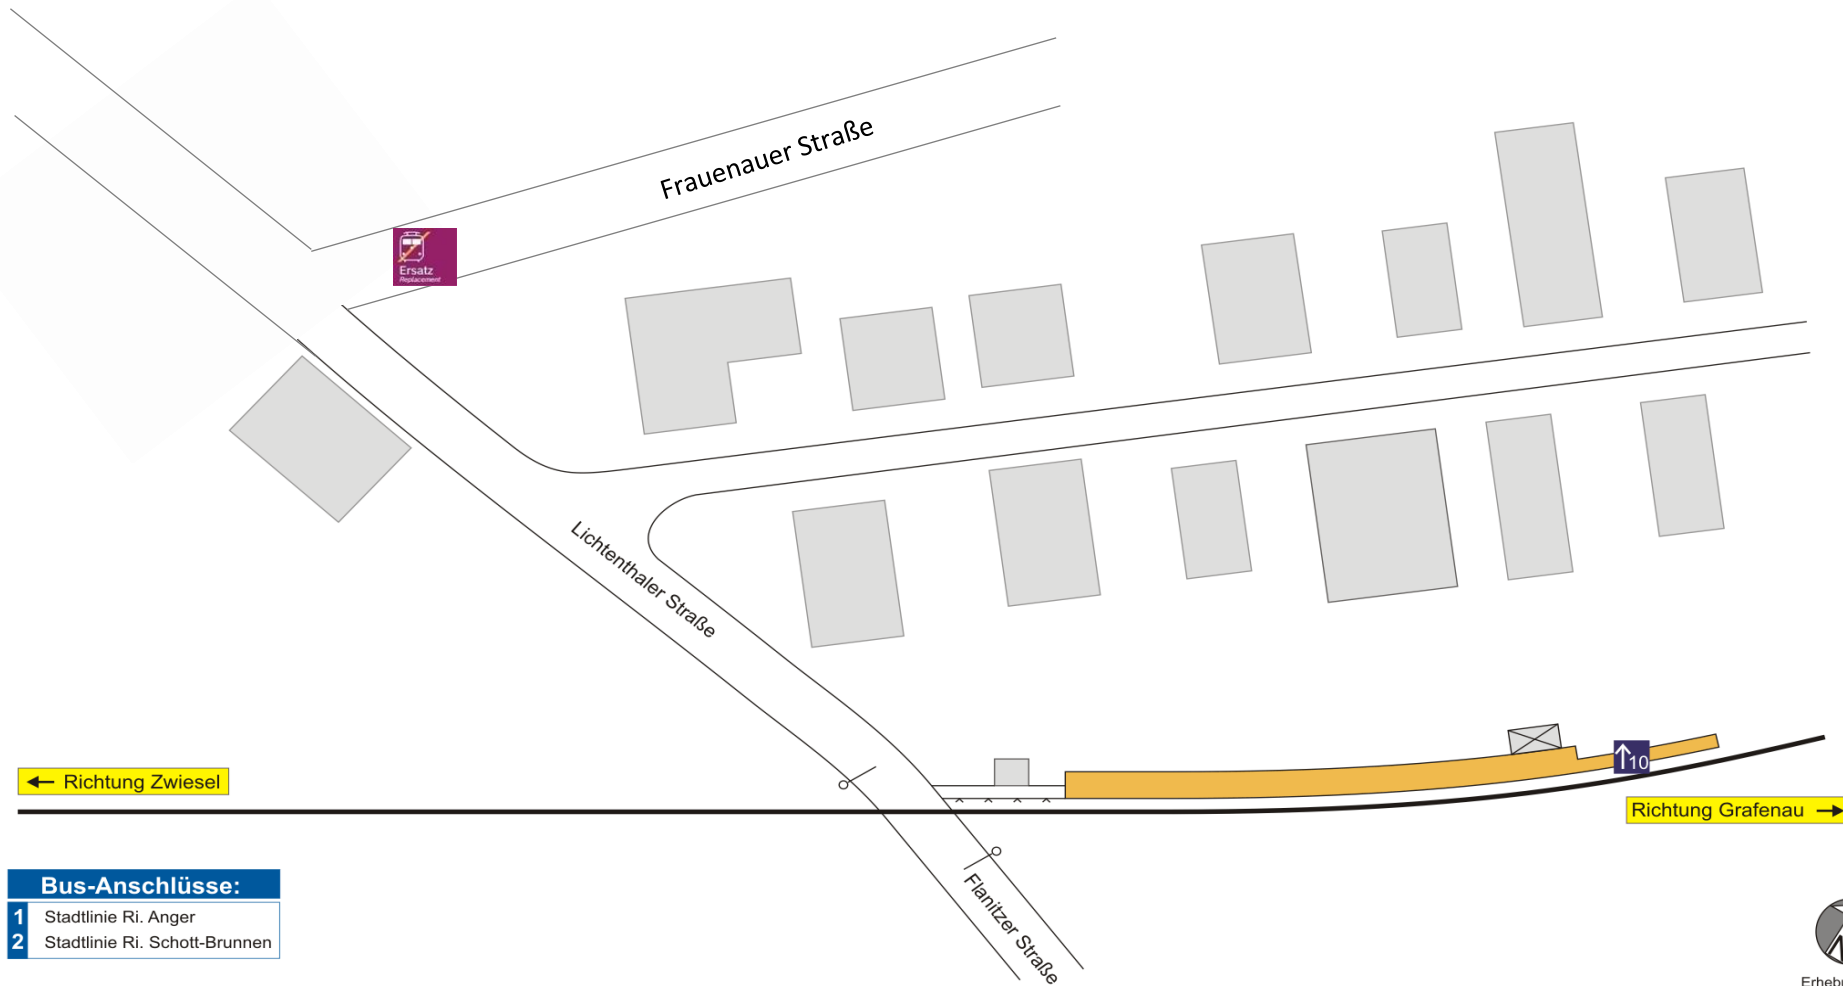 Frauenauer Straße
Ersatz
Replacement
Lichtenthaler Straße
← Richtung Zwiesel
↑10
Richtung Grafenau →
Flanitzer Straße
Bus-Anschlüsse:
1 Stadtlinie Ri. Anger
2 Stadtlinie Ri. Schott-Brunnen